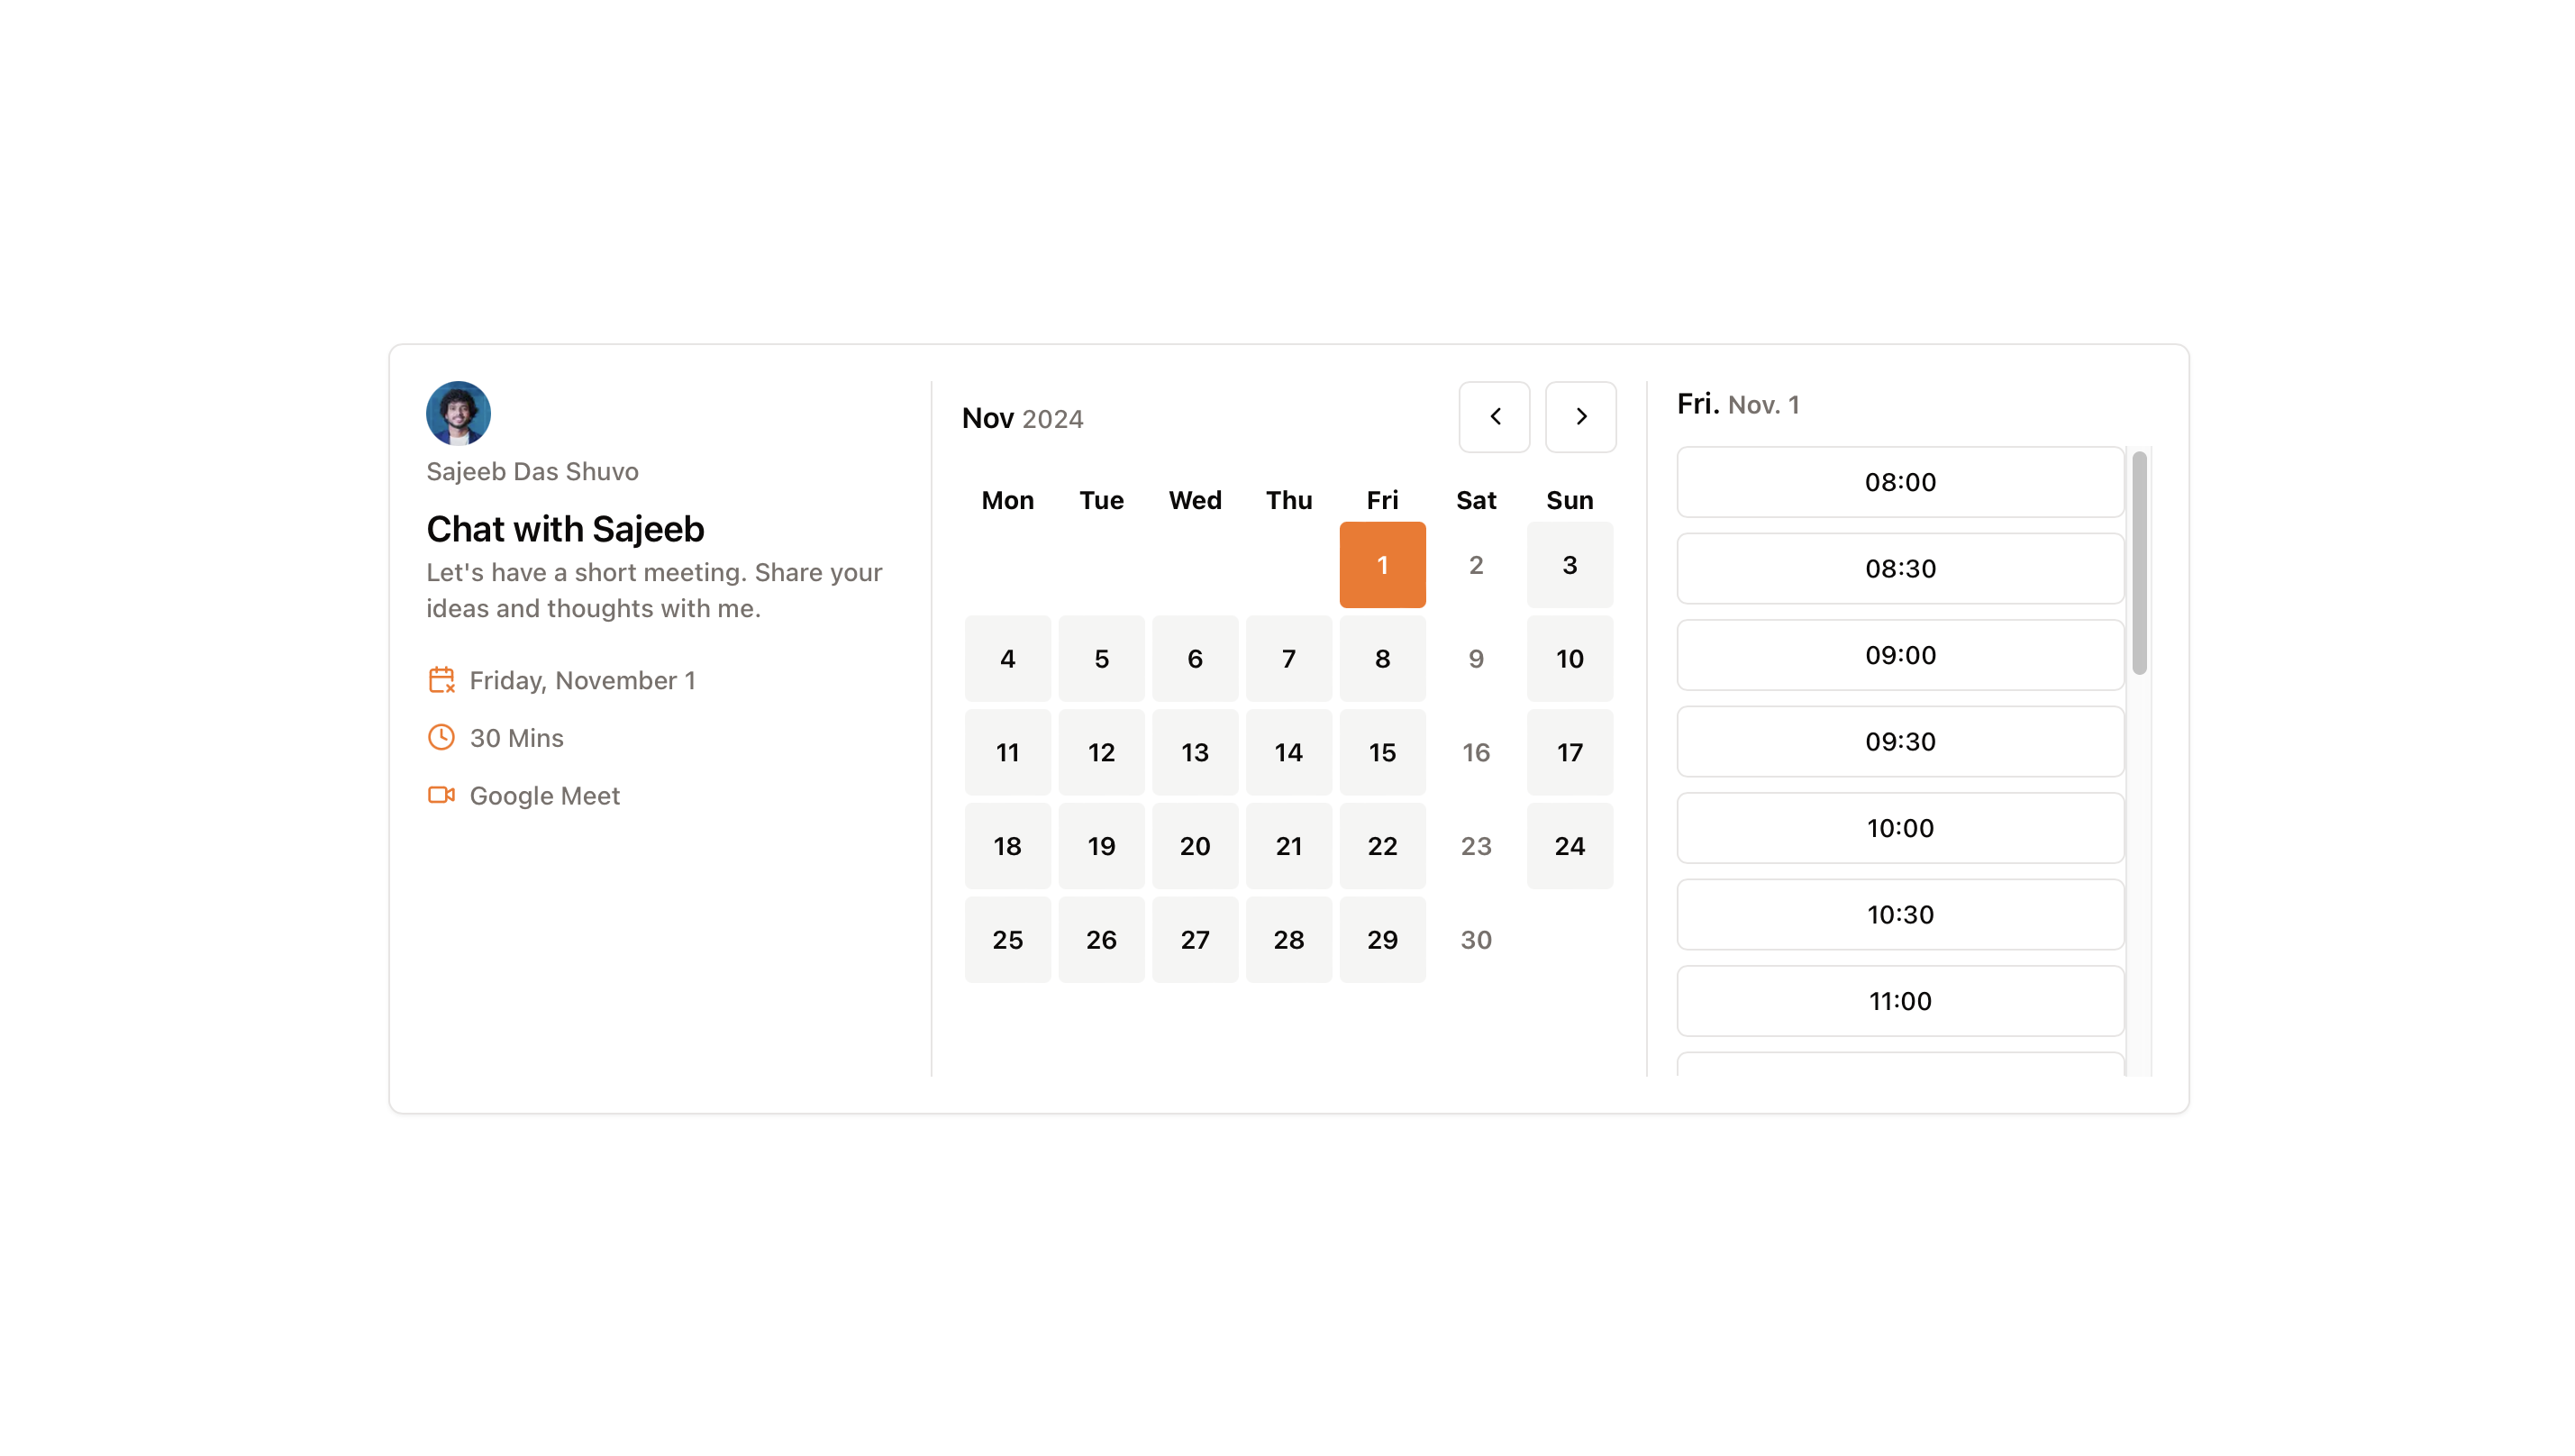 Sajeeb Das Shuvo
Chat with Sajeeb
Let's have a short meeting. Share your
ideas and thoughts with me.
Friday, November 1
30 Mins
Google Meet
Nov 2024
Mon Tue Wed Thu Fri Sat Sun
1 2 3
4 5 6 7 8 9 10
11 12 13 14 15 16 17
18 19 20 21 22 23 24
25 26 27 28 29 30
Fri. Nov. 1
08:00
08:30
09:00
09:30
10:00
10:30
11:00